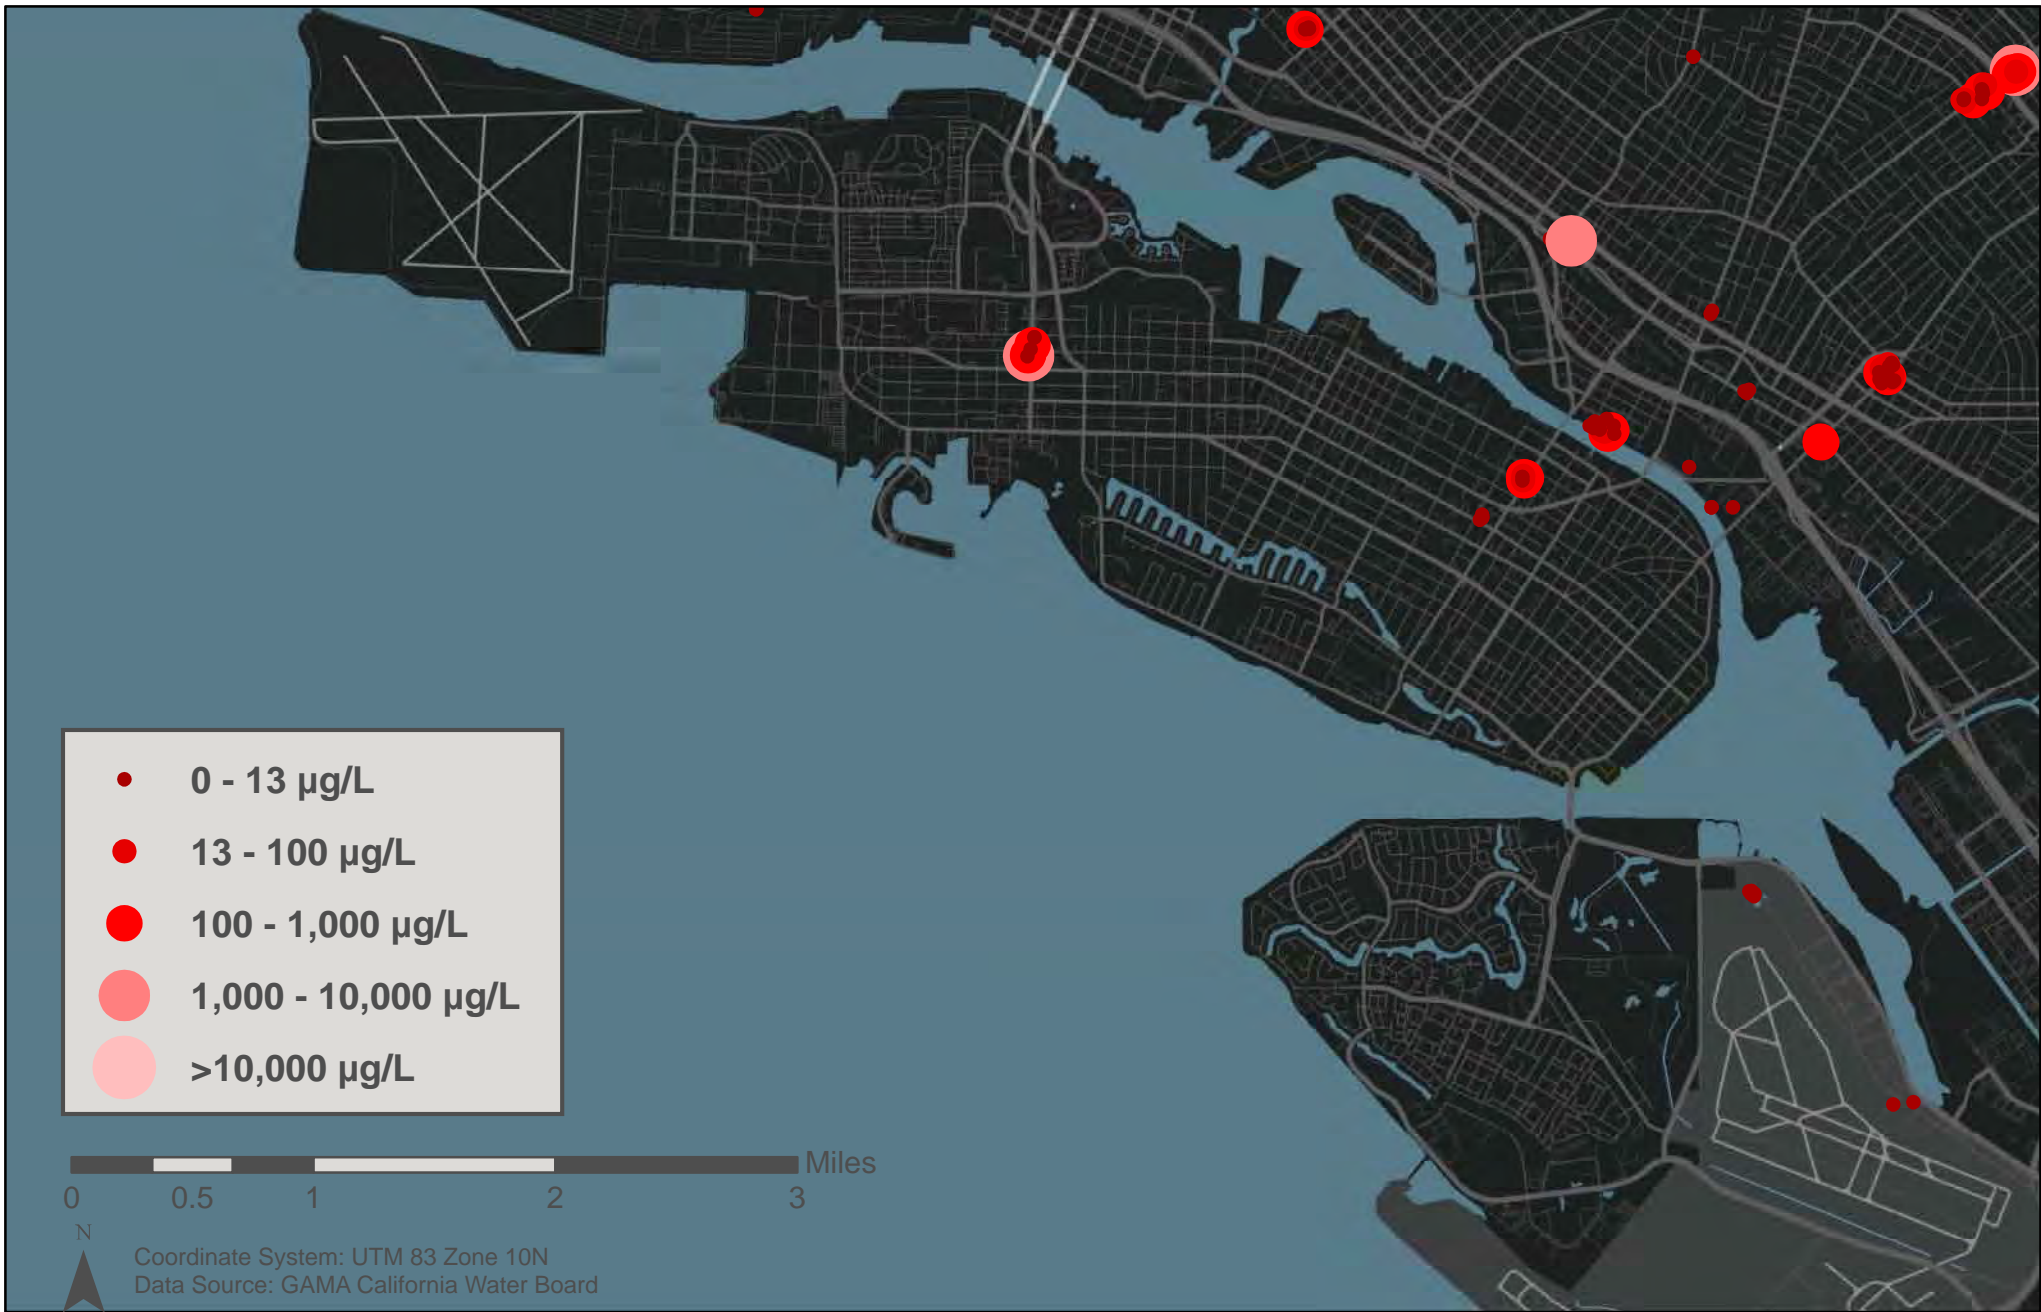 0 - 13 µg/L
13 - 100 µg/L
100 - 1,000 µg/L
1,000 - 10,000 µg/L
>10,000 µg/L
Miles
0 0.5 1 2 3
N
Coordinate System: UTM 83 Zone 10N
Data Source: GAMA California Water Board